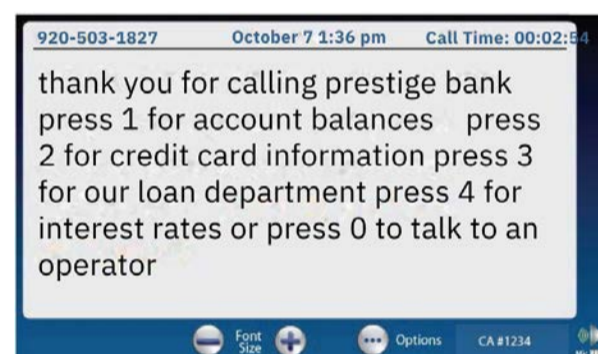 920-503-1827 October 7 1:36 pm Call Time: 00:02:54
thank you for calling prestige bank
press 1 for account balances press
2 for credit card information press 3
for our loan department press 4 for
interest rates or press 0 to talk to an
operator
Font Size Options CA #1234